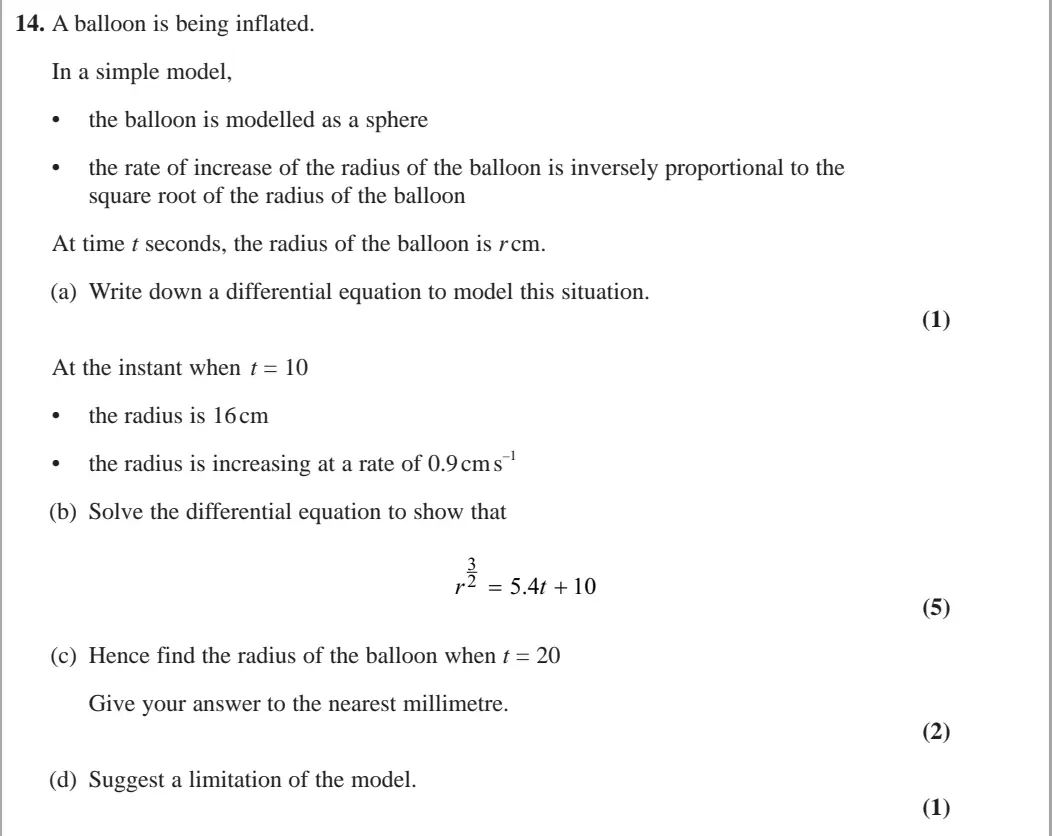 14. A balloon is being inflated.
In a simple model,
• the balloon is modelled as a sphere
• the rate of increase of the radius of the balloon is inversely proportional to the
square root of the radius of the balloon
At time t seconds, the radius of the balloon is r cm.
(a) Write down a differential equation to model this situation.
(1)
At the instant when t = 10
• the radius is 16 cm
• the radius is increasing at a rate of 0.9 cm s⁻¹
(b) Solve the differential equation to show that
r^(3/2) = 5.4t + 10
(5)
(c) Hence find the radius of the balloon when t = 20
Give your answer to the nearest millimetre.
(2)
(d) Suggest a limitation of the model.
(1)